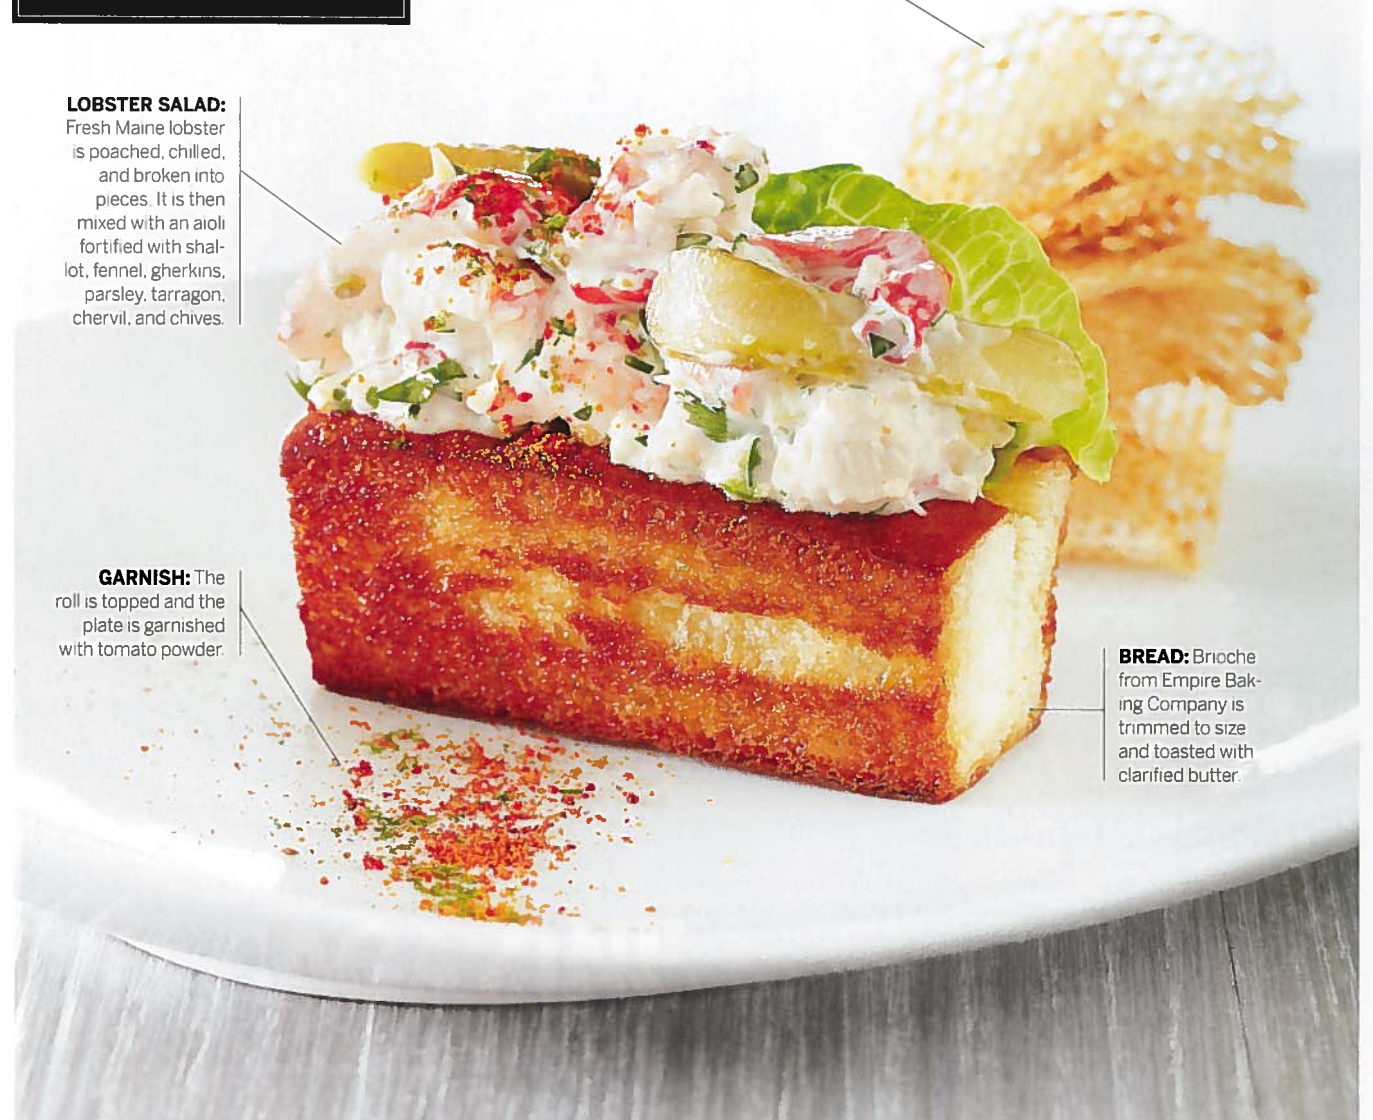 LOBSTER SALAD:
Fresh Maine lobster
is poached, chilled,
and broken into
pieces. It is then
mixed with an aioli
fortified with shal-
lot, fennel, gherkins,
parsley, tarragon,
chervil, and chives.
GARNISH: The
roll is topped and the
plate is garnished
with tomato powder.
BREAD: Brioche
from Empire Bak-
ing Company is
trimmed to size
and toasted with
clarified butter.